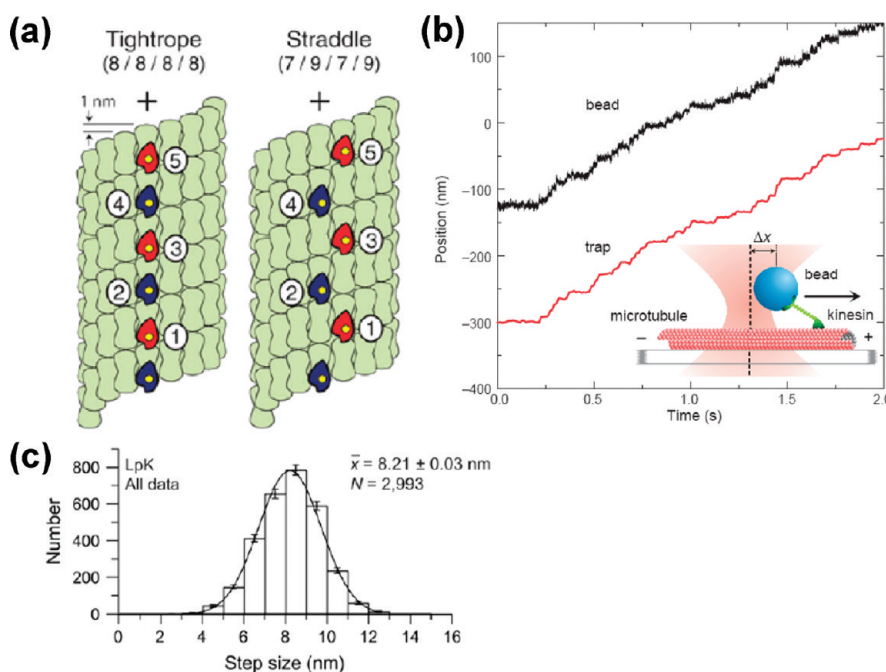 (a)
Tightrope
(8 / 8 / 8 / 8)
Straddle
(7 / 9 / 7 / 9)
+
+
1 nm
5
4
3
2
1
5
4
3
2
1
(b)
Position (nm)
100
0
−100
−200
−300
−400
bead
trap
Δx
bead
microtubule
kinesin
−
+
0.0
0.5
1.0
1.5
2.0
Time (s)
(c)
LpK
All data
x̄ = 8.21 ± 0.03 nm
N = 2,993
Number
800
600
400
200
0
0 2 4 6 8 10 12 14 16
Step size (nm)